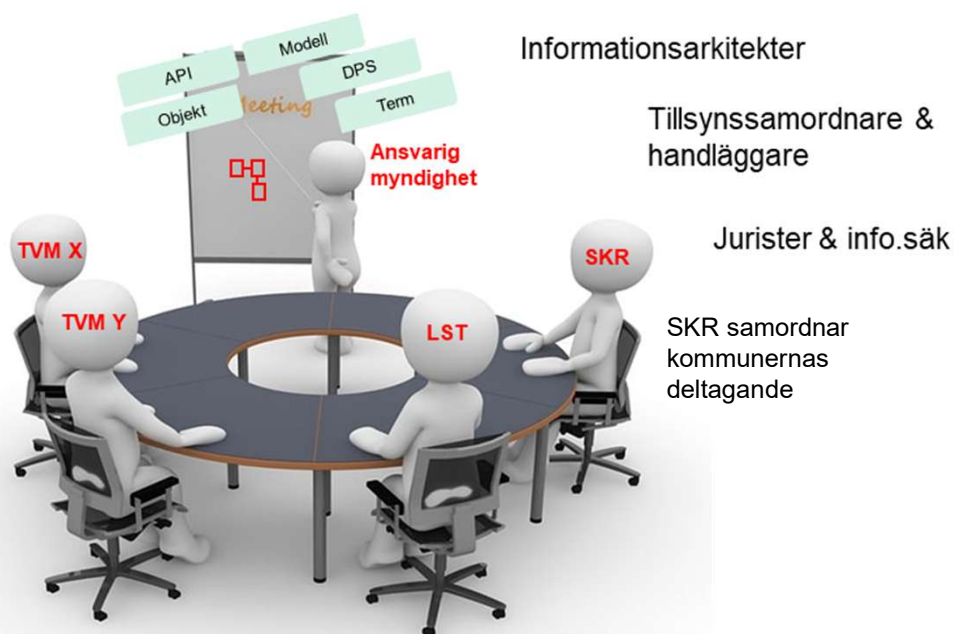 Modell
API
DPS
Objekt
Meeting
Term
Informationsarkitekter
Tillsynssamordnare &
handläggare
Ansvarig
myndighet
Jurister & info.säk
TVM X
SKR
TVM Y
LST
SKR samordnar
kommunernas
deltagande